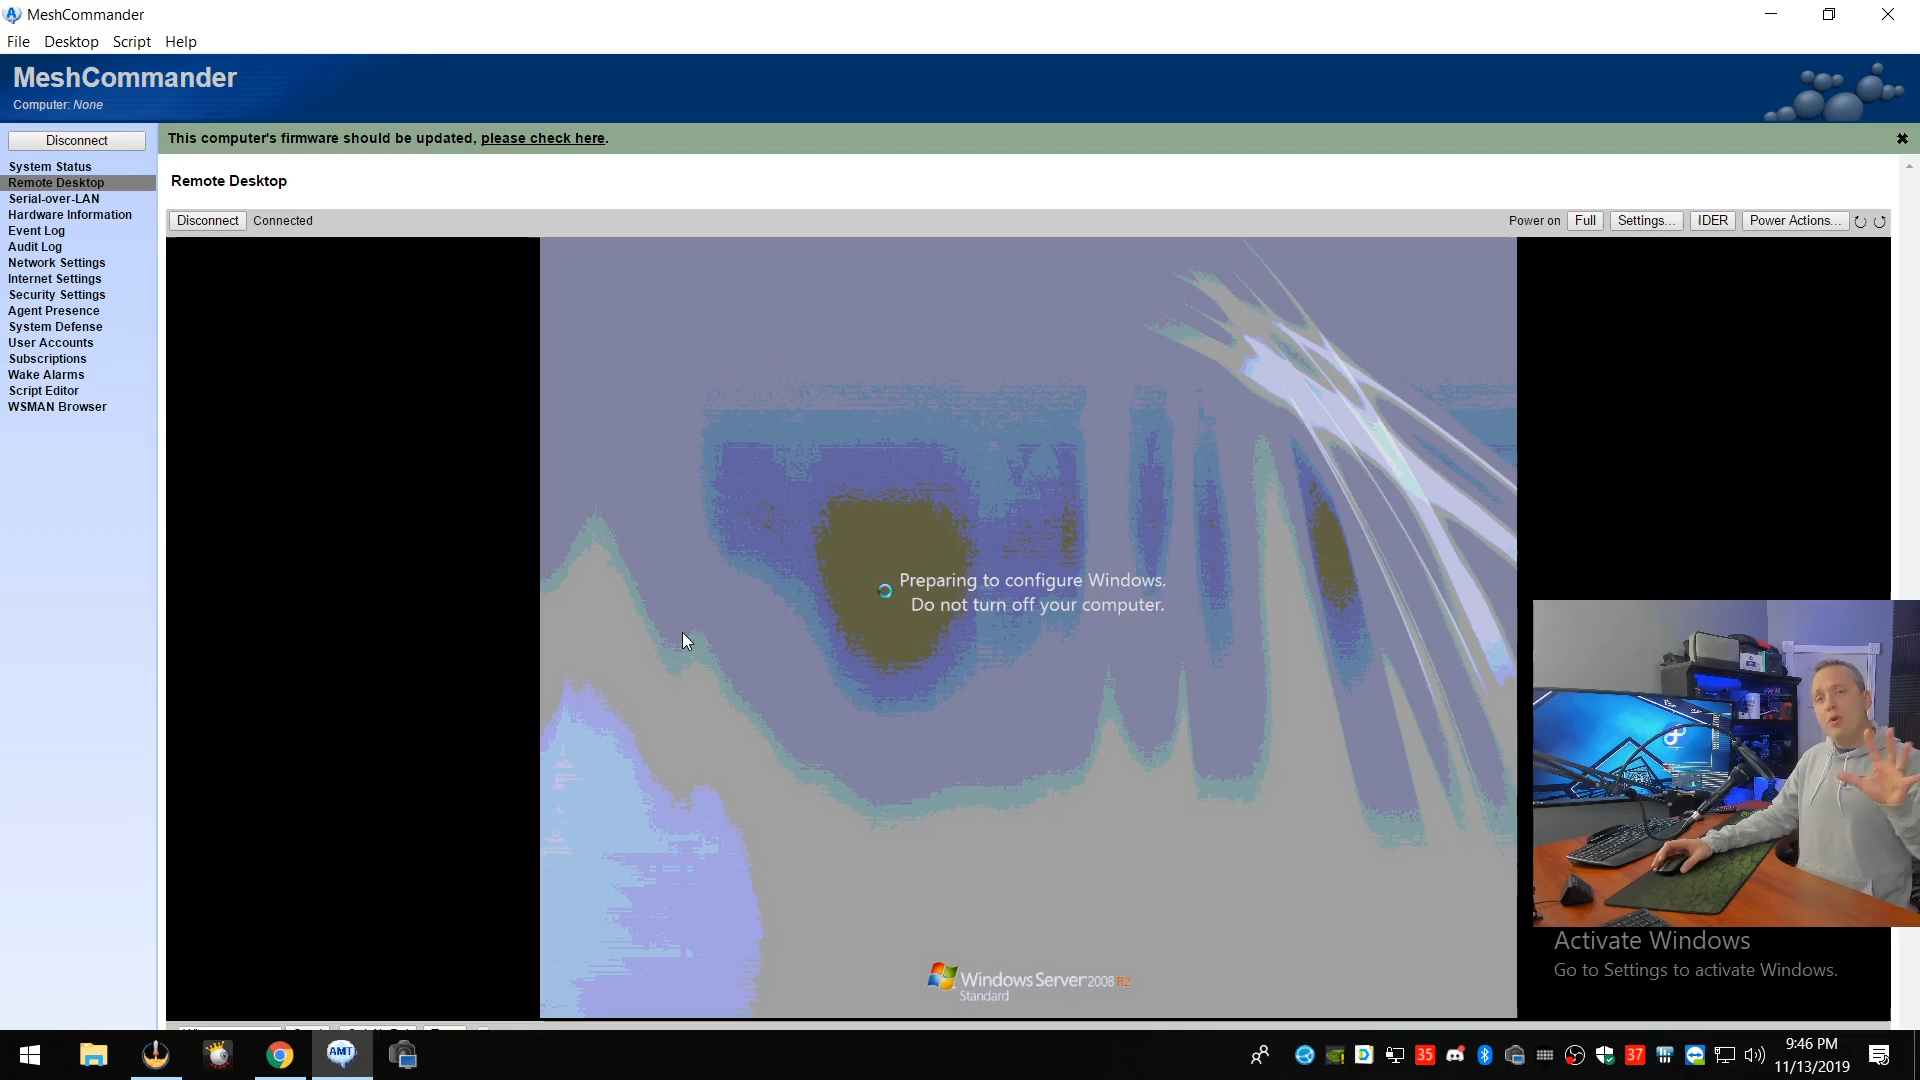 MeshCommander
File Desktop Script Help
MeshCommander
Computer: None
Disconnect
This computer's firmware should be updated, please check here.
System Status
Remote Desktop
Serial-over-LAN
Hardware Information
Event Log
Audit Log
Network Settings
Internet Settings
Security Settings
Agent Presence
System Defense
User Accounts
Subscriptions
Wake Alarms
Script Editor
WSMAN Browser
Remote Desktop
Disconnect Connected Power on Full Settings... IDER Power Actions...
Preparing to configure Windows.
Do not turn off your computer.
Windows Server 2008 R2
Standard
Activate Windows
Go to Settings to activate Windows.
AMT
35
37
9:46 PM
11/13/2019